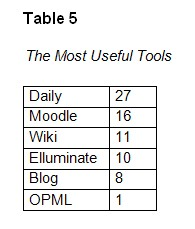 Table 5
The Most Useful Tools
Daily 27
Moodle 16
Wiki 11
Elluminate 10
Blog 8
OPML 1